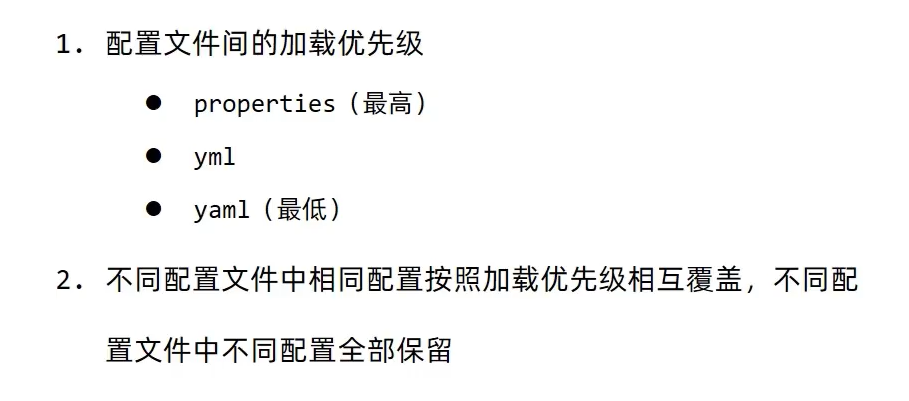 1. 配置文件间的加载优先级
● properties（最高）
● yml
● yaml（最低）
2. 不同配置文件中相同配置按照加载优先级相互覆盖，不同配
置文件中不同配置全部保留